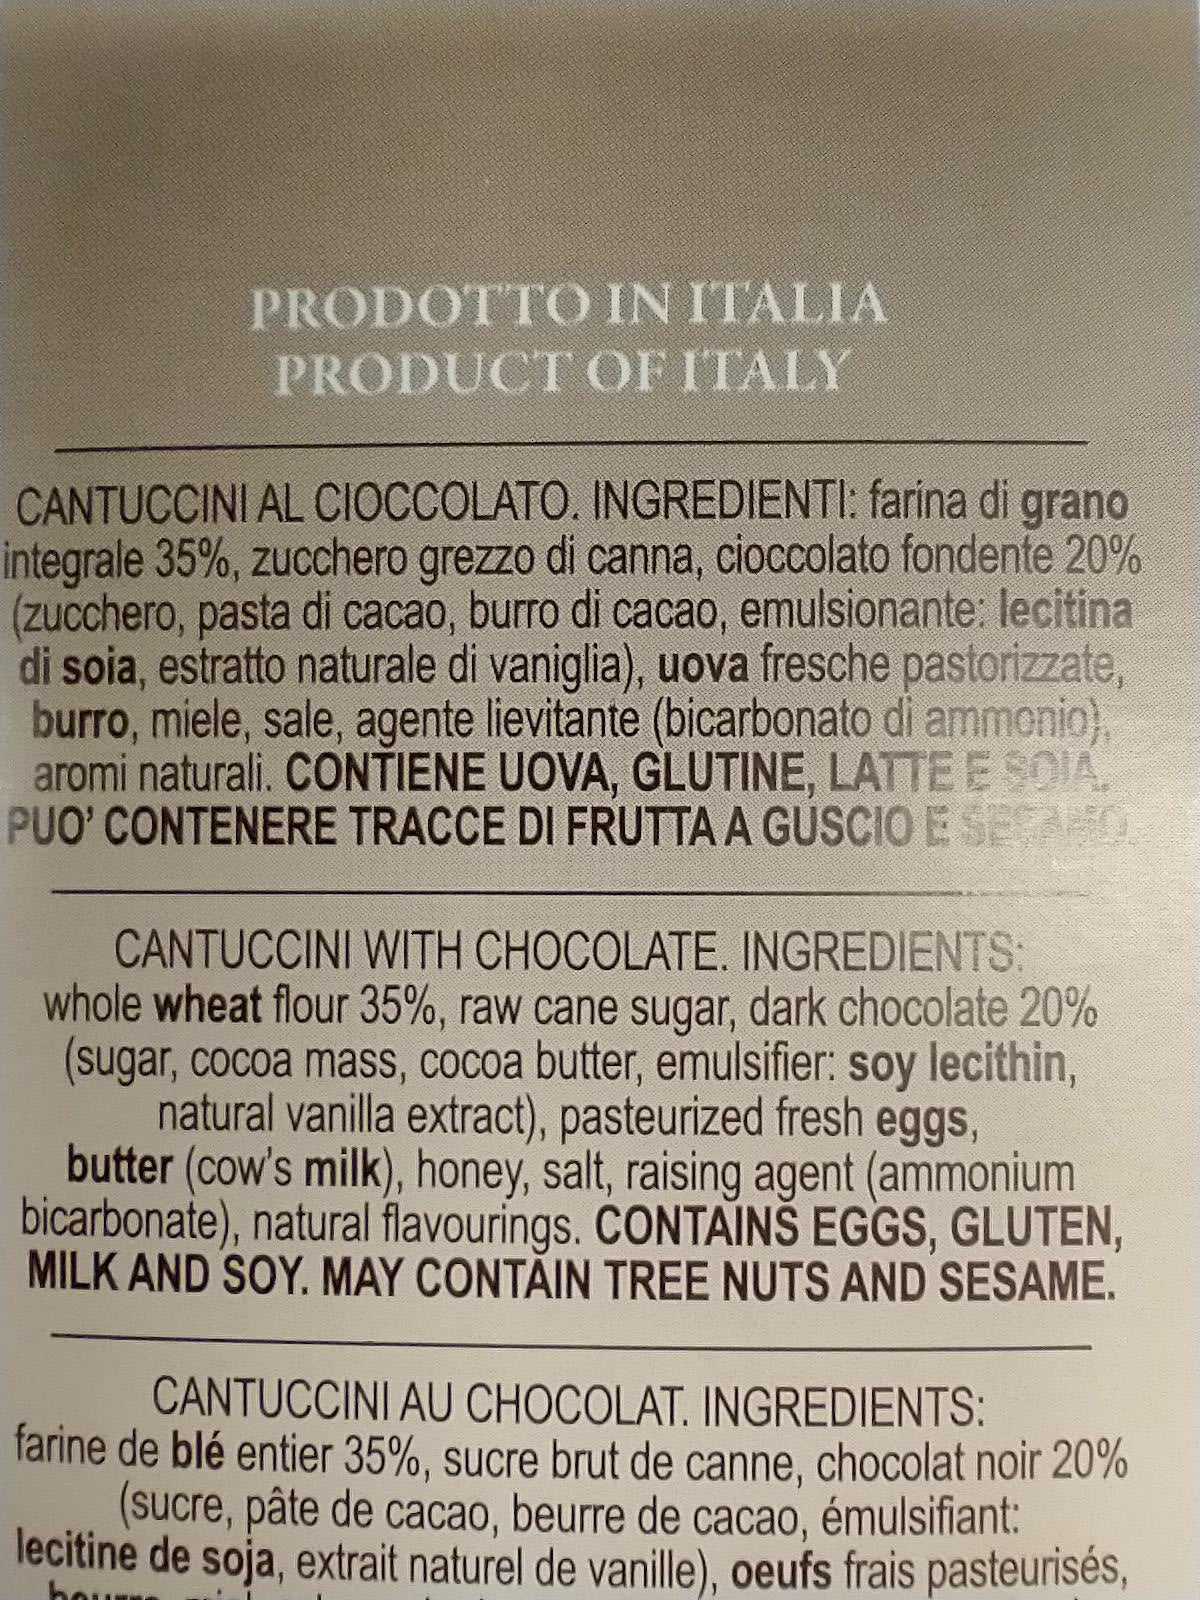 PRODOTTO IN ITALIA
PRODUCT OF ITALY
CANTUCCINI AL CIOCCOLATO. INGREDIENTI: farina di grano
integrale 35%, zucchero grezzo di canna, cioccolato fondente 20%
(zucchero, pasta di cacao, burro di cacao, emulsionante: lecitina
di soia, estratto naturale di vaniglia), uova fresche pastorizzate,
burro, miele, sale, agente lievitante (bicarbonato di ammonio),
aromi naturali. CONTIENE UOVA, GLUTINE, LATTE E SOIA.
PUO' CONTENERE TRACCE DI FRUTTA A GUSCIO E SESAMO.
CANTUCCINI WITH CHOCOLATE. INGREDIENTS:
whole wheat flour 35%, raw cane sugar, dark chocolate 20%
(sugar, cocoa mass, cocoa butter, emulsifier: soy lecithin,
natural vanilla extract), pasteurized fresh eggs,
butter (cow's milk), honey, salt, raising agent (ammonium
bicarbonate), natural flavourings. CONTAINS EGGS, GLUTEN,
MILK AND SOY. MAY CONTAIN TREE NUTS AND SESAME.
CANTUCCINI AU CHOCOLAT. INGREDIENTS:
farine de blé entier 35%, sucre brut de canne, chocolat noir 20%
(sucre, pâte de cacao, beurre de cacao, émulsifiant:
lecitine de soja, extrait naturel de vanille), oeufs frais pasteurisés,